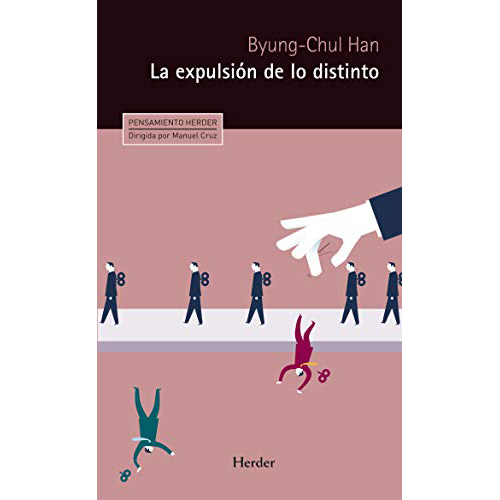 Byung-Chul Han
La expulsión de lo distinto
PENSAMIENTO HERDER
Dirigida por Manuel Cruz
Herder